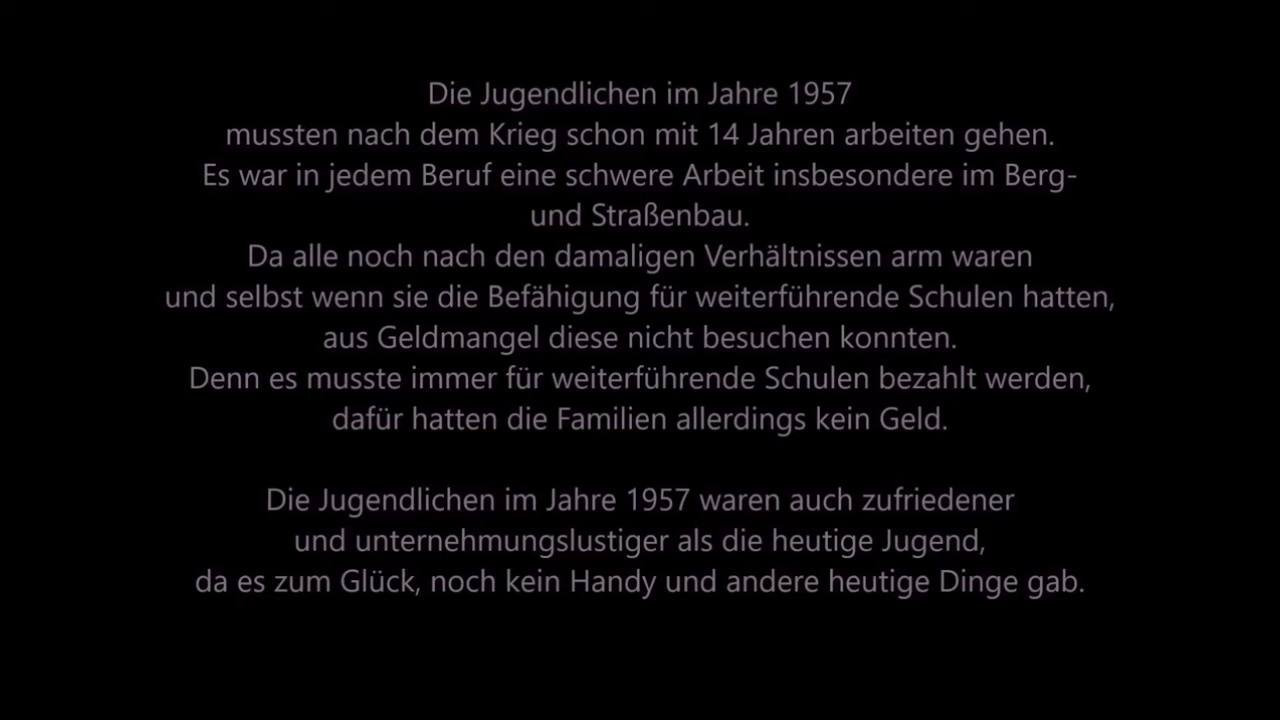 Die Jugendlichen im Jahre 1957
mussten nach dem Krieg schon mit 14 Jahren arbeiten gehen.
Es war in jedem Beruf eine schwere Arbeit insbesondere im Berg-
und Straßenbau.
Da alle noch nach den damaligen Verhältnissen arm waren
und selbst wenn sie die Befähigung für weiterführende Schulen hatten,
aus Geldmangel diese nicht besuchen konnten.
Denn es musste immer für weiterführende Schulen bezahlt werden,
dafür hatten die Familien allerdings kein Geld.
Die Jugendlichen im Jahre 1957 waren auch zufriedener
und unternehmungslustiger als die heutige Jugend,
da es zum Glück, noch kein Handy und andere heutige Dinge gab.